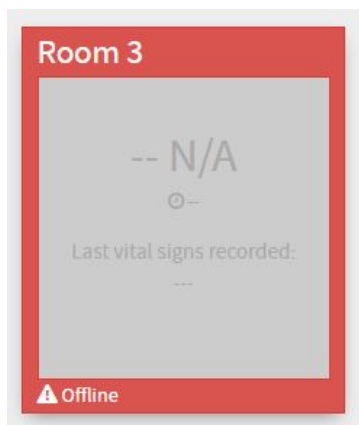 Room 3
-- N/A
--
Last vital signs recorded:
---
Offline